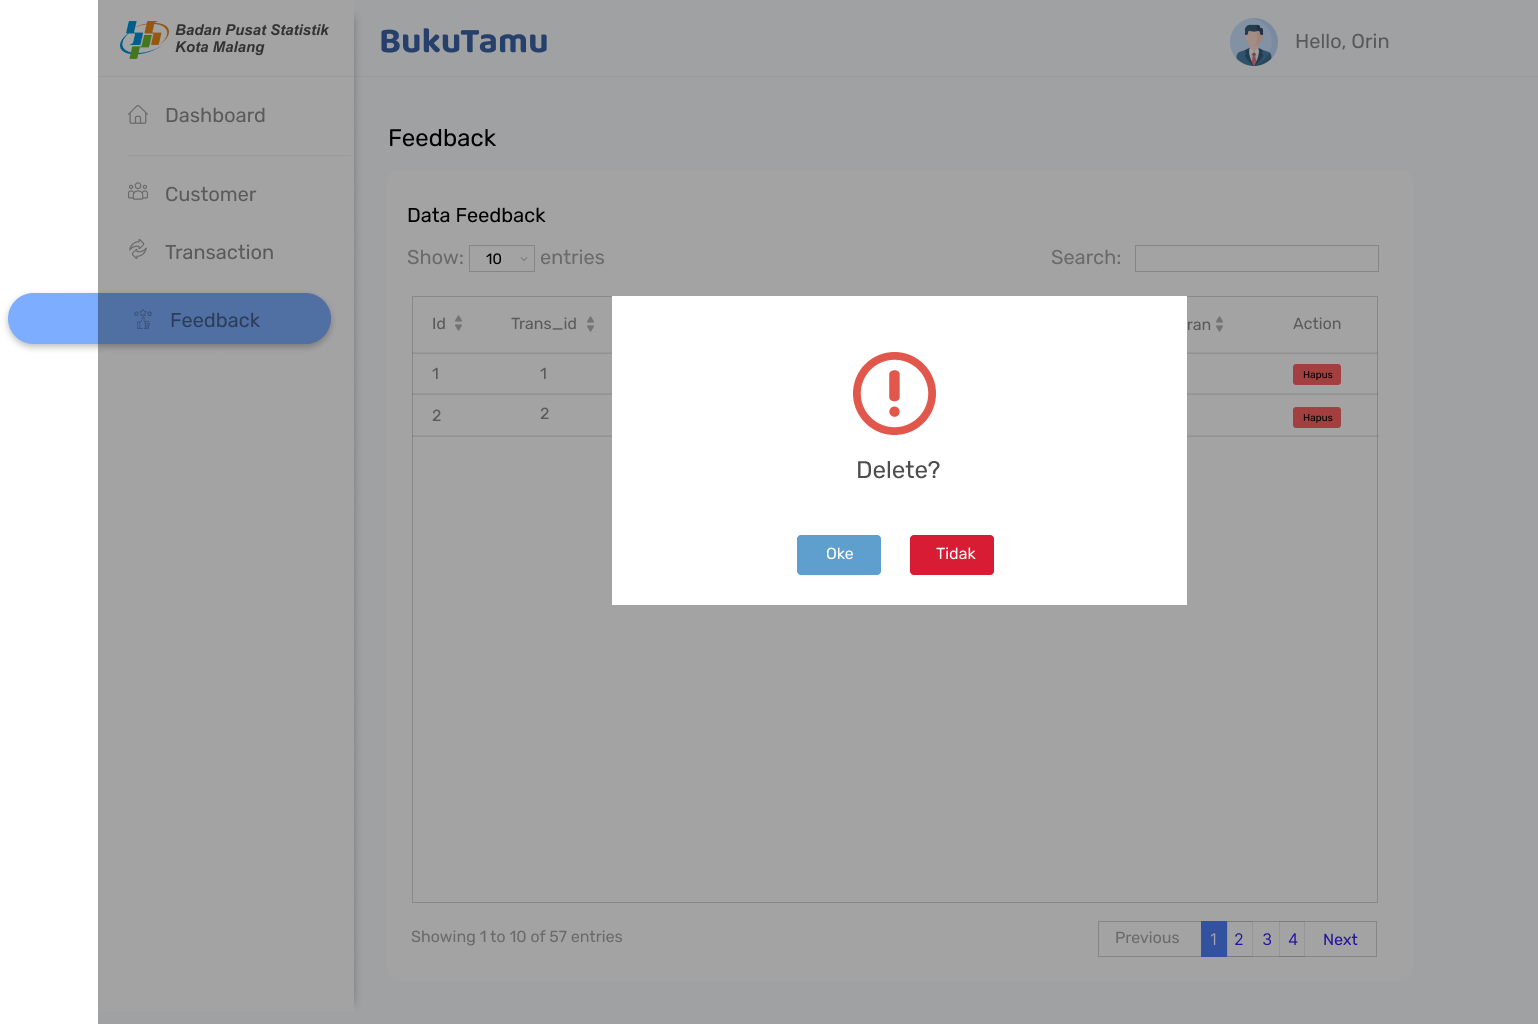 Badan Pusat Statistik
Kota Malang
BukuTamu
Hello, Orin
Dashboard
Customer
Transaction
Feedback
Feedback
Data Feedback
Show: 10 entries
Search:
Id Trans_id ran Action
1 1 Hapus
2 2 Hapus
Delete?
Oke Tidak
Showing 1 to 10 of 57 entries
Previous 1 2 3 4 Next